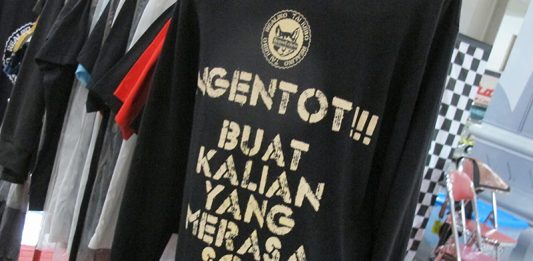 NGENTOT!!!
BUAT
KALIAN
YANG
MERASA